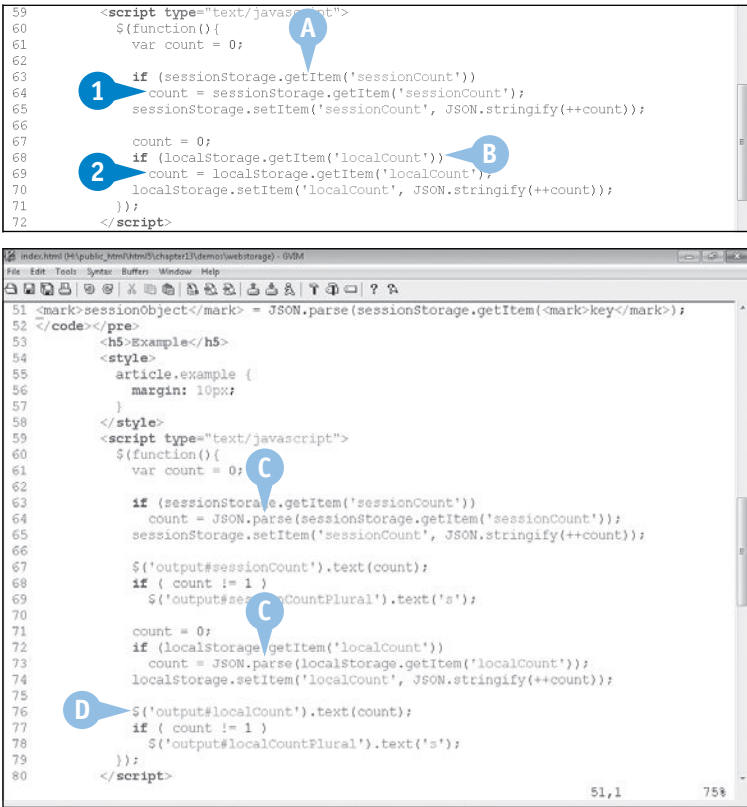 59 <script type="text/javascript">
60 $(function(){
A
61 var count = 0;
62
63 if (sessionStorage.getItem('sessionCount'))
1
64 count = sessionStorage.getItem('sessionCount');
65 sessionStorage.setItem('sessionCount', JSON.stringify(++count));
66
67 count = 0;
68 if (localStorage.getItem('localCount'))
B
2
69 count = localStorage.getItem('localCount');
70 localStorage.setItem('localCount', JSON.stringify(++count));
71 });
72 </script>
index.html (H:\public_html\html5\chapter13\demos\webstorage) - GVIM
File Edit Tools Syntax Buffers Window Help
51 <mark>sessionObject</mark> = JSON.parse(sessionStorage.getItem(<mark>key</mark>);
52 </code></pre>
53 <h5>Example</h5>
54 <style>
55 article.example {
56 margin: 10px;
57 }
58 </style>
59 <script type="text/javascript">
60 $(function(){
61 var count = 0;
C
62
63 if (sessionStorage.getItem('sessionCount'))
64 count = JSON.parse(sessionStorage.getItem('sessionCount'));
65 sessionStorage.setItem('sessionCount', JSON.stringify(++count));
66
67 $('output#sessionCount').text(count);
68 if ( count != 1 )
69 $('output#sessionCountPlural').text('s');
C
70
71 count = 0;
72 if (localStorage.getItem('localCount'))
73 count = JSON.parse(localStorage.getItem('localCount'));
74 localStorage.setItem('localCount', JSON.stringify(++count));
75
D
76 $('output#localCount').text(count);
77 if ( count != 1 )
78 $('output#localCountPlural').text('s');
79 });
80 </script>
51,1 75%